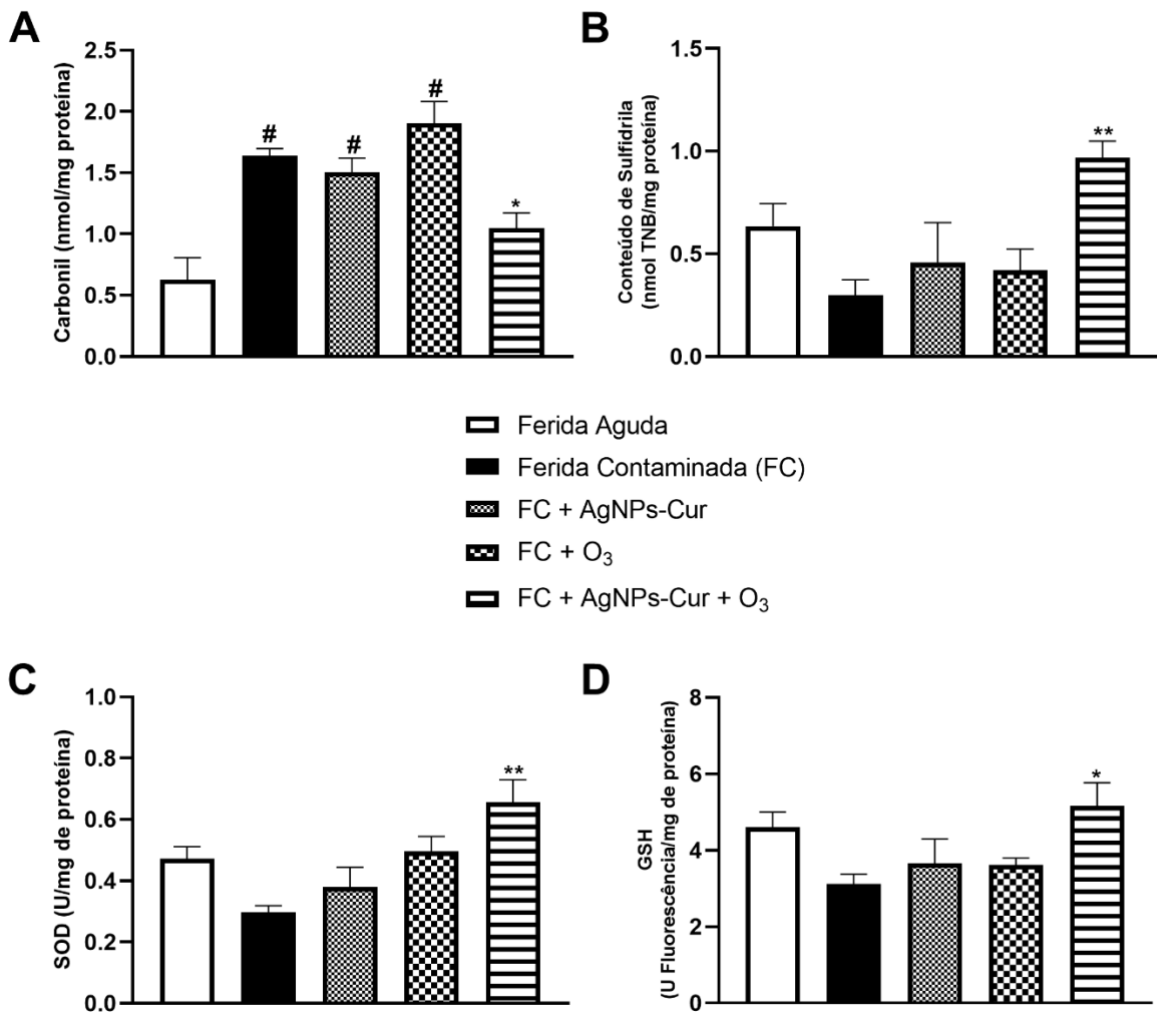 A
Carbonil (nmol/mg proteína)
2.5
2.0
1.5
1.0
0.5
0.0
#
#
#
*
B
Conteúdo de Sulfidrila
(nmol TNB/mg proteína)
1.5
1.0
0.5
0.0
**
Ferida Aguda
Ferida Contaminada (FC)
FC + AgNPs-Cur
FC + O₃
FC + AgNPs-Cur + O₃
C
SOD (U/mg de proteína)
1.0
0.8
0.6
0.4
0.2
0.0
**
D
GSH
(U Fluorescência/mg de proteína)
8
6
4
2
0
*